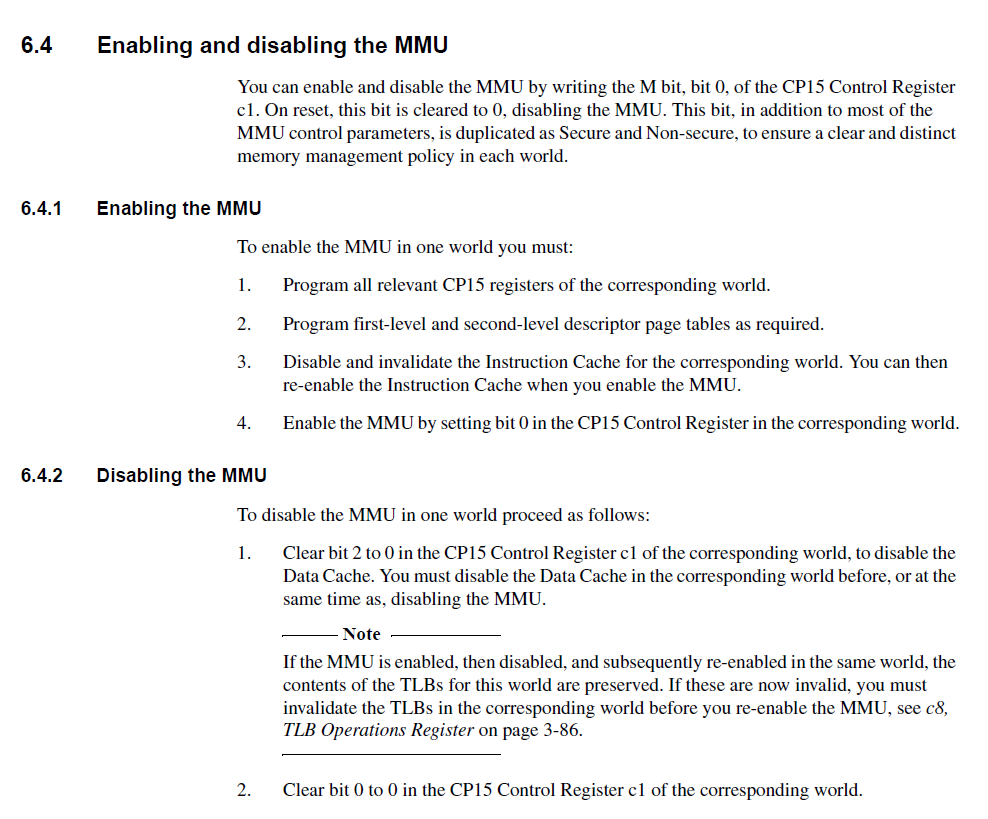 6.4 Enabling and disabling the MMU
You can enable and disable the MMU by writing the M bit, bit 0, of the CP15 Control Register
c1. On reset, this bit is cleared to 0, disabling the MMU. This bit, in addition to most of the
MMU control parameters, is duplicated as Secure and Non-secure, to ensure a clear and distinct
memory management policy in each world.
6.4.1 Enabling the MMU
To enable the MMU in one world you must:
1. Program all relevant CP15 registers of the corresponding world.
2. Program first-level and second-level descriptor page tables as required.
3. Disable and invalidate the Instruction Cache for the corresponding world. You can then
re-enable the Instruction Cache when you enable the MMU.
4. Enable the MMU by setting bit 0 in the CP15 Control Register in the corresponding world.
6.4.2 Disabling the MMU
To disable the MMU in one world proceed as follows:
1. Clear bit 2 to 0 in the CP15 Control Register c1 of the corresponding world, to disable the
Data Cache. You must disable the Data Cache in the corresponding world before, or at the
same time as, disabling the MMU.
Note
If the MMU is enabled, then disabled, and subsequently re-enabled in the same world, the
contents of the TLBs for this world are preserved. If these are now invalid, you must
invalidate the TLBs in the corresponding world before you re-enable the MMU, see c8,
TLB Operations Register on page 3-86.
2. Clear bit 0 to 0 in the CP15 Control Register c1 of the corresponding world.